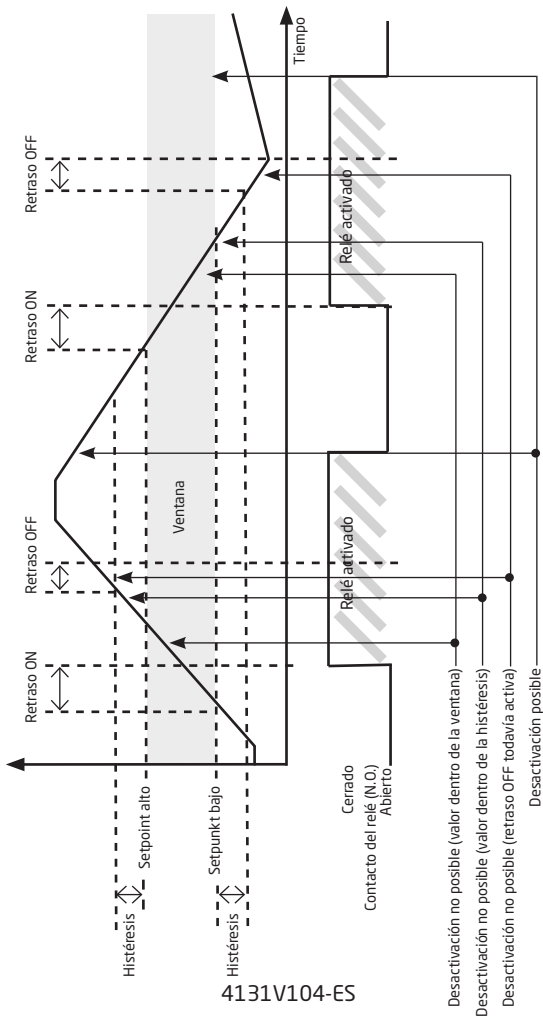 Retraso ON
Retraso OFF
Retraso ON
Retraso OFF
Histéresis
Setpoint alto
Ventana
Setpunkt bajo
Histéresis
Tiempo
Cerrado
Contacto del relé (N.O.)
Abierto
Relé activado
Relé activado
Desactivación no posible (valor dentro de la ventana)
Desactivación no posible (valor dentro de la histéresis)
Desactivación no posible (retraso OFF todavía activa)
Desactivación posible
4131V104-ES